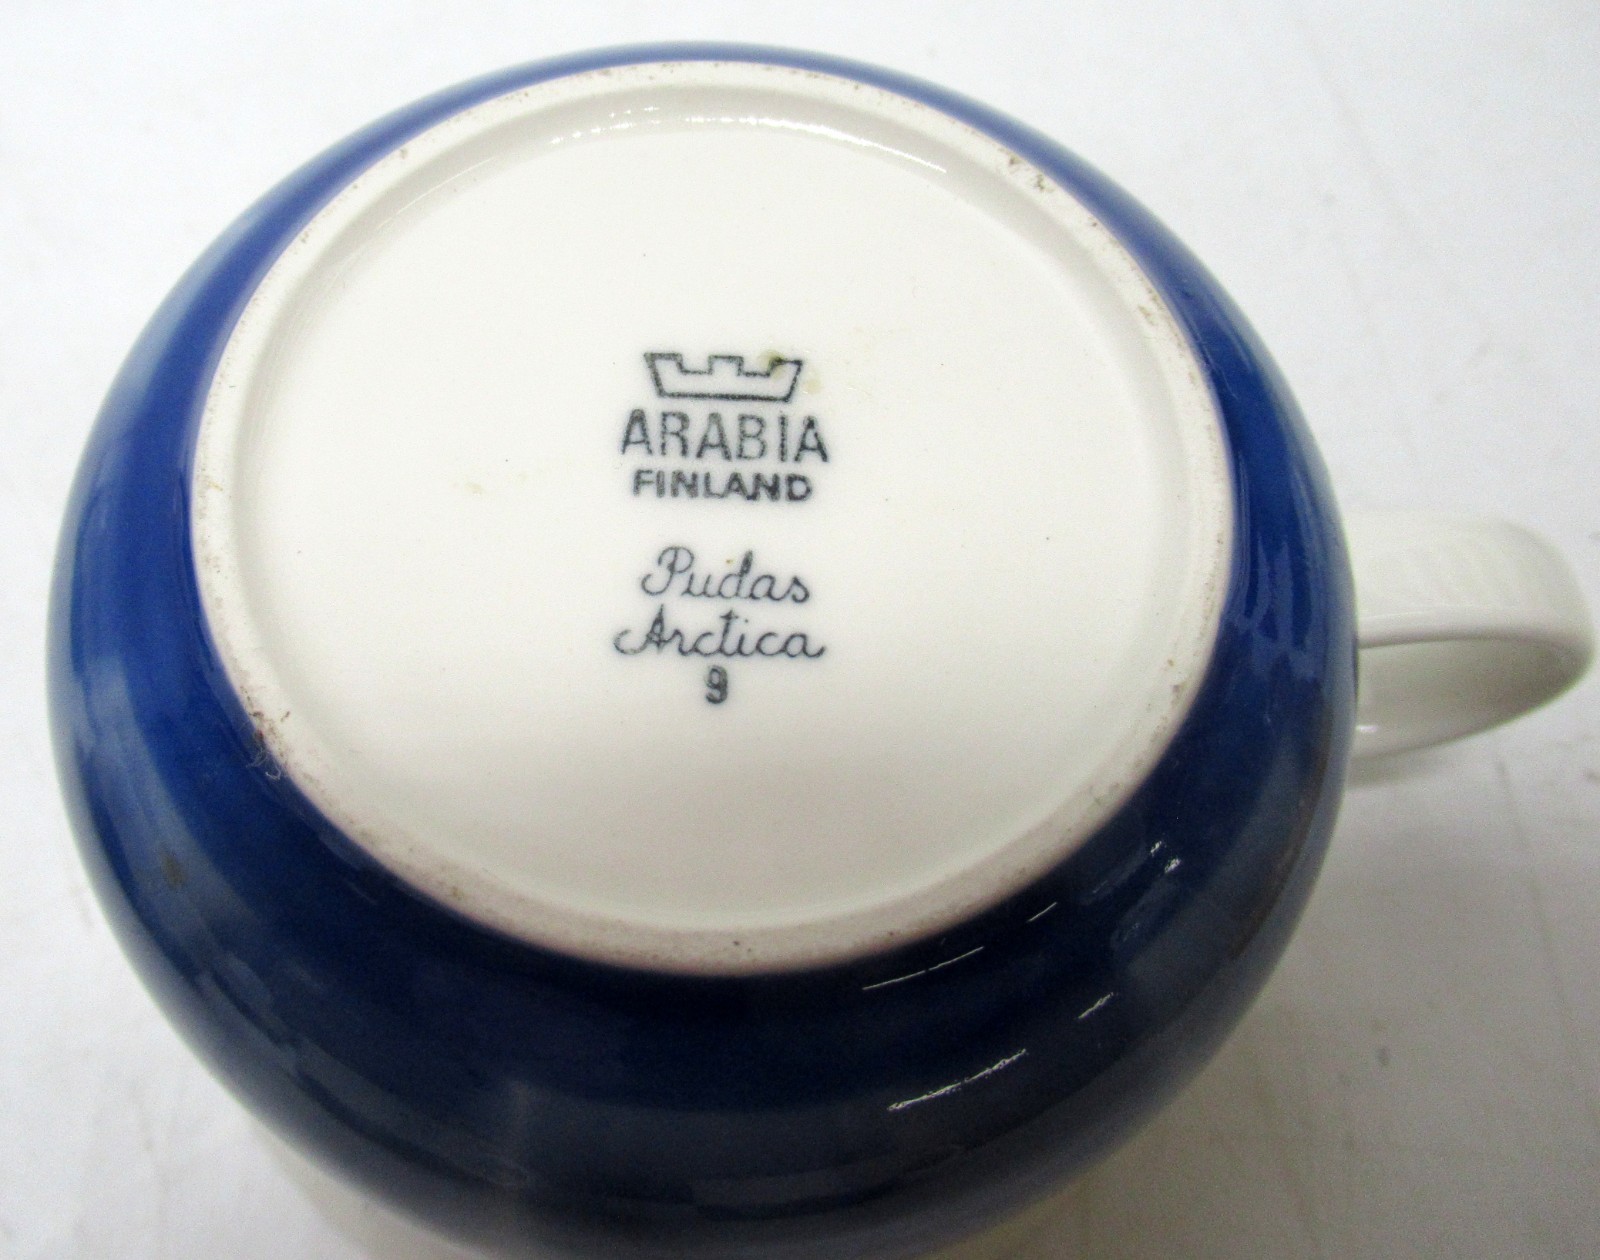 ARABIA
FINLAND
Pudas
Arctica
9